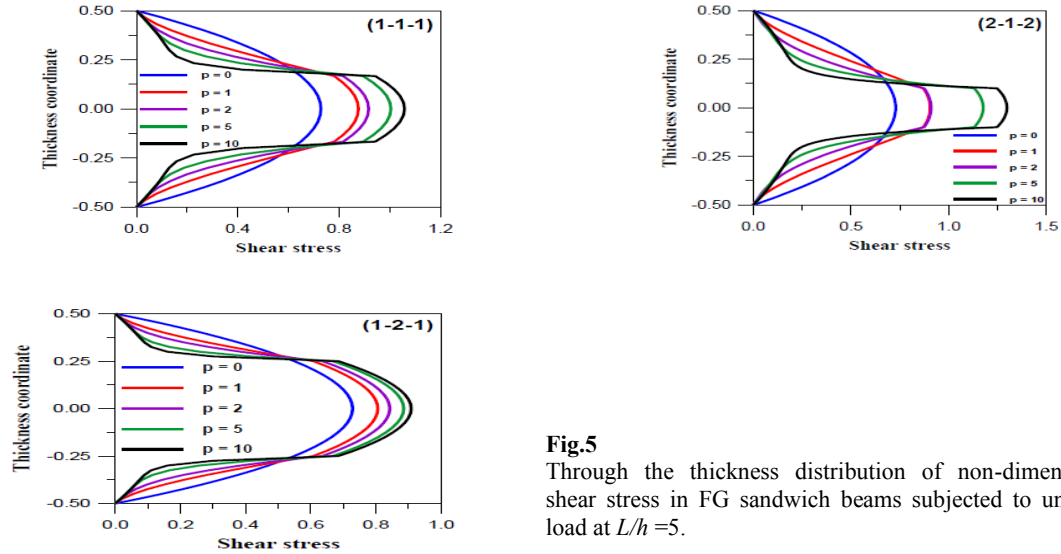 (1-1-1)
Thickness coordinate
0.50
0.25
0.00
-0.25
-0.50
p = 0
p = 1
p = 2
p = 5
p = 10
0.0 0.4 0.8 1.2
Shear stress
(2-1-2)
Thickness coordinate
0.50
0.25
0.00
-0.25
-0.50
p = 0
p = 1
p = 2
p = 5
p = 10
0.0 0.5 1.0 1.5
Shear stress
(1-2-1)
Thickness coordinate
0.50
0.25
0.00
-0.25
-0.50
p = 0
p = 1
p = 2
p = 5
p = 10
0.0 0.2 0.4 0.6 0.8 1.0
Shear stress
Fig.5
Through the thickness distribution of non-dimen
shear stress in FG sandwich beams subjected to un
load at L/h =5.